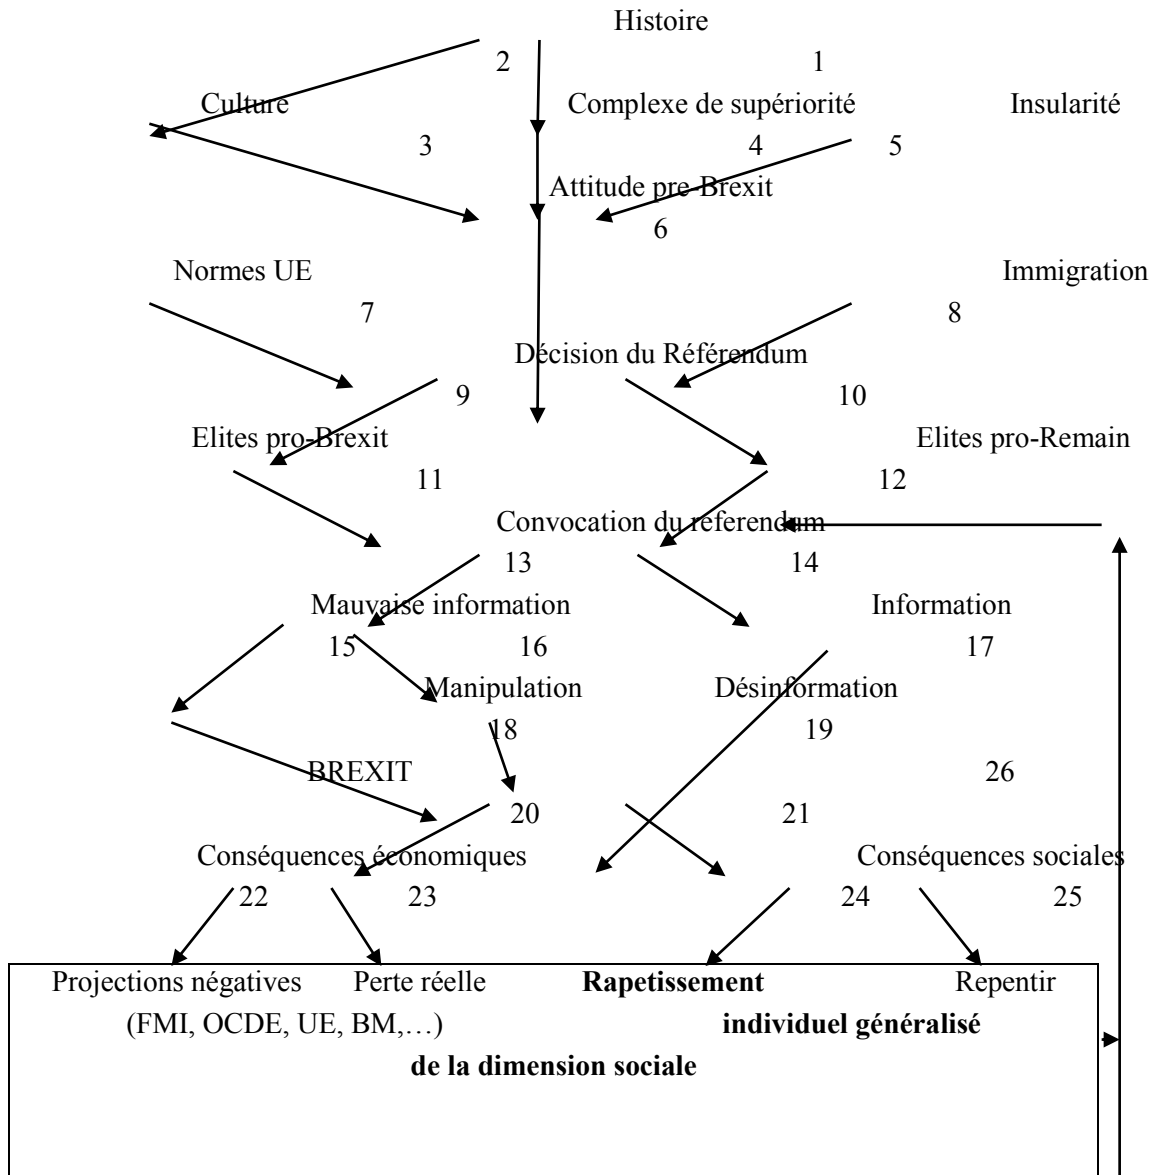 Histoire
2 1
Culture Complexe de supériorité Insularité
3 4 5
Attitude pre-Brexit
6
Normes UE Immigration
7 8
Décision du Référendum
9 10
Elites pro-Brexit Elites pro-Remain
11 12
Convocation du referendum
13 14
Mauvaise information Information
15 16 17
Manipulation Désinformation
18 19
BREXIT 26
20 21
Conséquences économiques Conséquences sociales
22 23 24 25
Projections négatives Perte réelle Rapetissement Repentir
(FMI, OCDE, UE, BM,…) individuel généralisé
de la dimension sociale